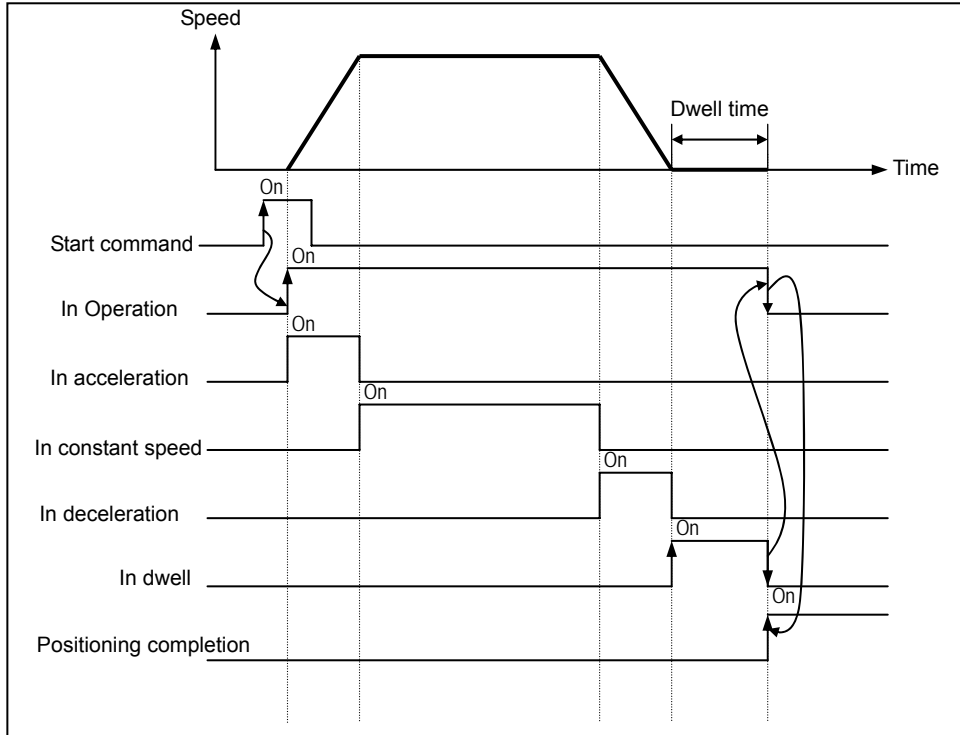 Speed
Dwell time
Time
On
Start command
On
In Operation
On
In acceleration
On
In constant speed
On
In deceleration
On
In dwell
On
Positioning completion